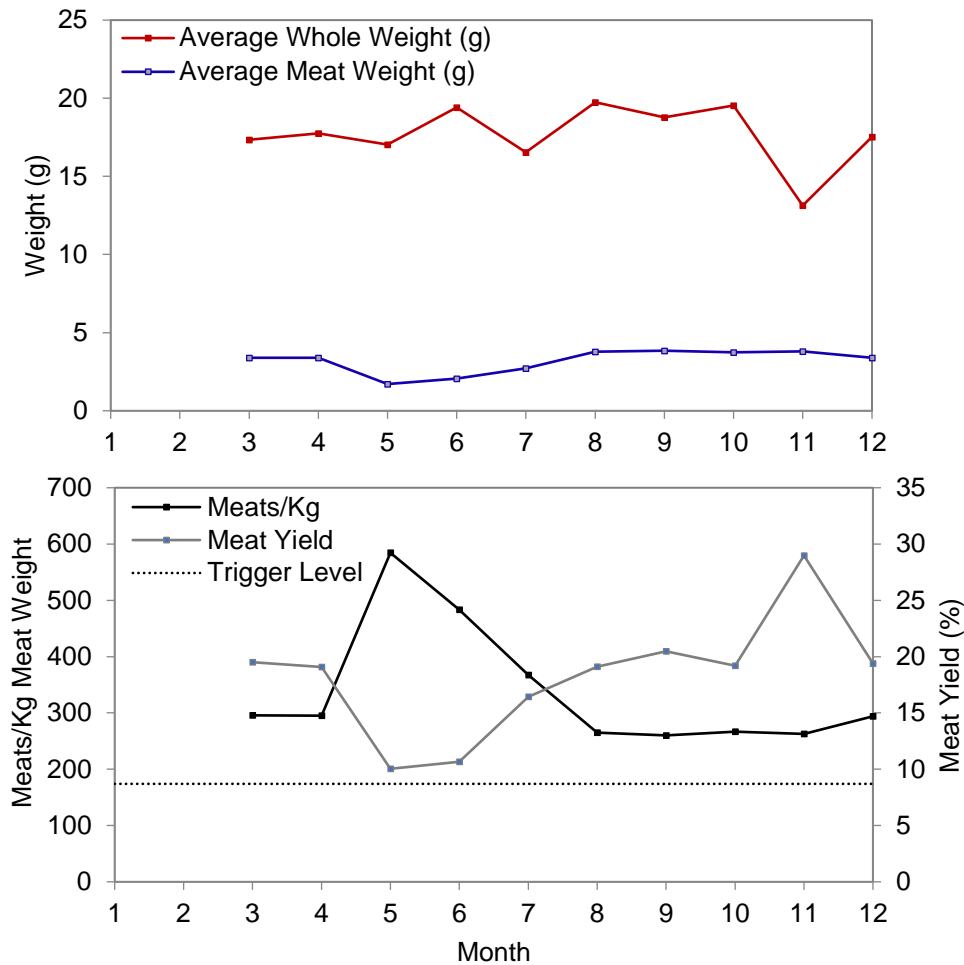 25
20
15
10
5
0
Weight (g)
Average Whole Weight (g)
Average Meat Weight (g)
1 2 3 4 5 6 7 8 9 10 11 12
700
600
500
400
300
200
100
0
Meats/Kg Meat Weight
Meats/Kg
Meat Yield
Trigger Level
35
30
25
20
15
10
5
0
Meat Yield (%)
1 2 3 4 5 6 7 8 9 10 11 12
Month